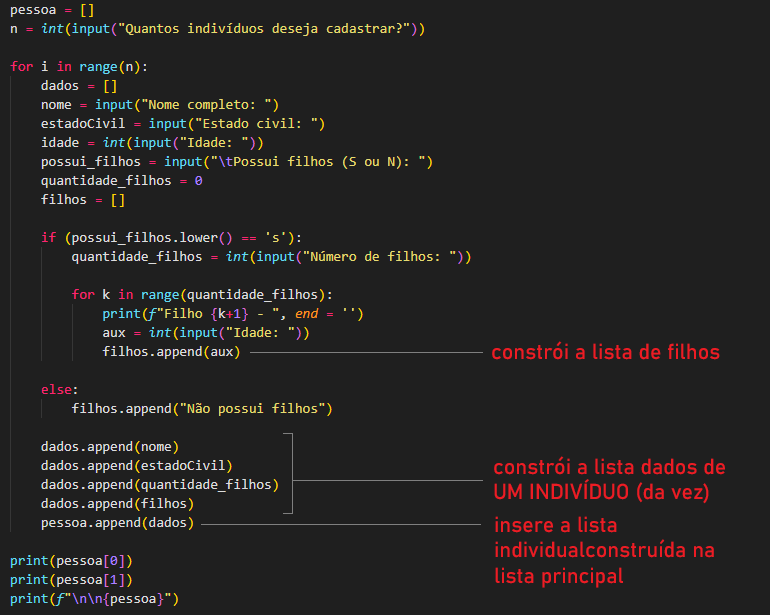 pessoa = []
n = int(input("Quantos indivíduos deseja cadastrar?"))
for i in range(n):
    dados = []
    nome = input("Nome completo: ")
    estadoCivil = input("Estado civil: ")
    idade = int(input("Idade: "))
    possui_filhos = input("\tPossui filhos (S ou N): ")
    quantidade_filhos = 0
    filhos = []
    if (possui_filhos.lower() == 's'):
        quantidade_filhos = int(input("Número de filhos: "))
        for k in range(quantidade_filhos):
            print(f"Filho {k+1} - ", end = '')
            aux = int(input("Idade: "))
            filhos.append(aux)
constrói a lista de filhos
    else:
        filhos.append("Não possui filhos")
    dados.append(nome)
    dados.append(estadoCivil)
    dados.append(quantidade_filhos)
    dados.append(filhos)
constrói a lista dados de
UM INDIVÍDUO (da vez)
    pessoa.append(dados)
insere a lista
individualconstruída na
lista principal
print(pessoa[0])
print(pessoa[1])
print(f"\n\n{pessoa}")